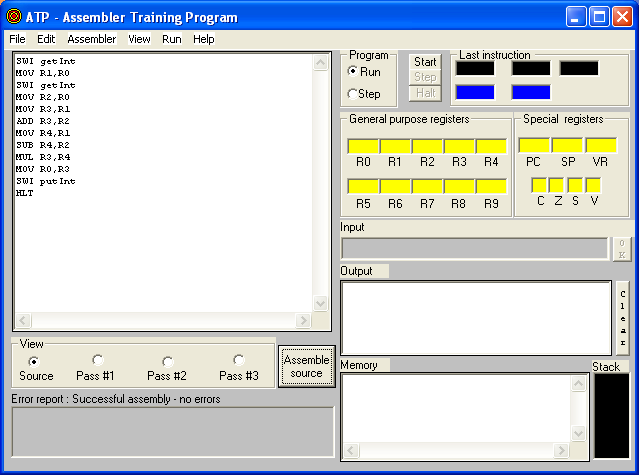 ATP - Assembler Training Program
File Edit Assembler View Run Help
SWI getInt
MOV R1,R0
SWI getInt
MOV R2,R0
MOV R3,R1
ADD R3,R2
MOV R4,R1
SUB R4,R2
MUL R3,R4
MOV R0,R3
SWI putInt
HLT
View
Source Pass #1 Pass #2 Pass #3
Assemble
source
Error report : Successful assembly - no errors
Program
Run
Step
Start
Step
Halt
Last instruction
General purpose registers
R0 R1 R2 R3 R4
R5 R6 R7 R8 R9
Special registers
PC SP VR
C Z S V
Input
O
K
Output
C
l
e
a
r
Memory
Stack